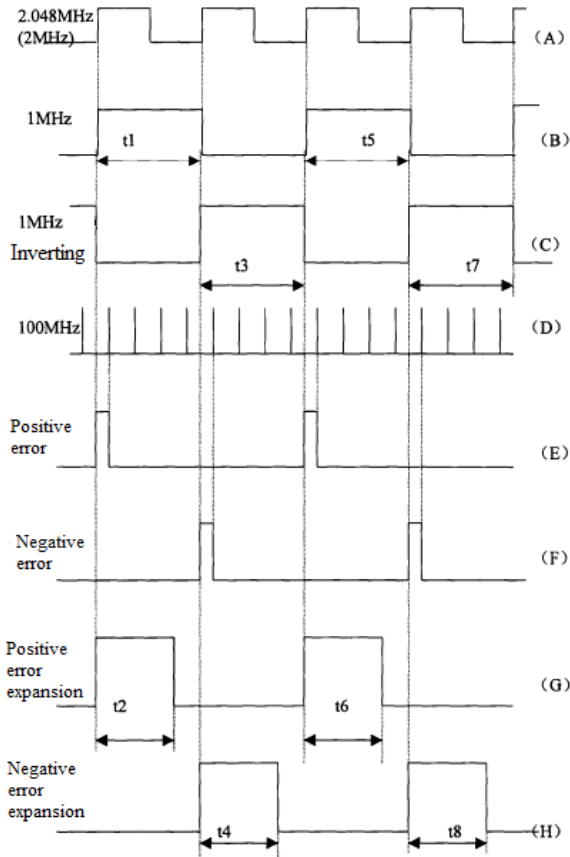 2.048MHz
(2MHz)
(A)
1MHz
t1
t5
(B)
1MHz
Inverting
t3
t7
(C)
100MHz
(D)
Positive
error
(E)
Negative
error
(F)
Positive
error
expansion
t2
t6
(G)
Negative
error
expansion
t4
t8
(H)